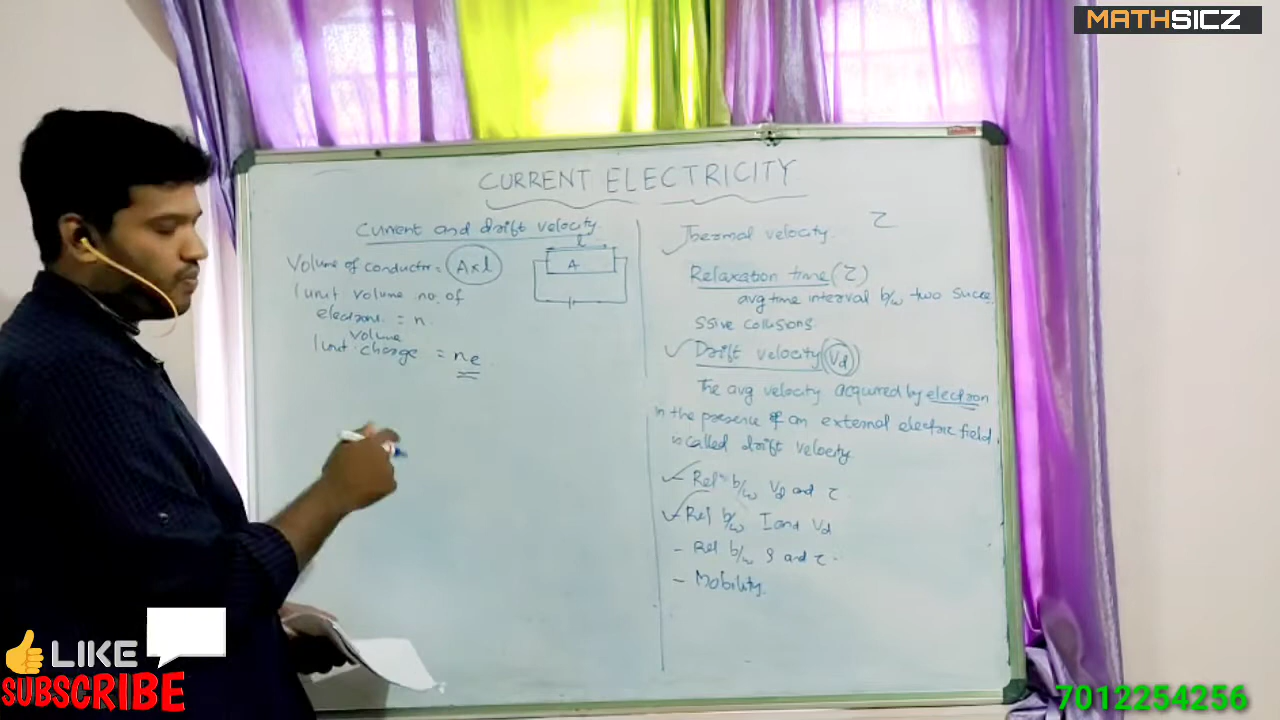 MATHSICZ
CURRENT ELECTRICITY
Current and drift velocity.
l
A
Volume of conductor = A×l
1 unit volume no. of
electrons = n.
volume
1 unit charge = ne
τ
Thermal velocity.
Relaxation time (τ)
avg time interval b/w two succe
ssive collisions.
Drift velocity (Vd)
The avg velocity acquired by electron
in the presence of an external electric field.
is called drift velocity.
Rel b/w Vd and τ
Rel b/w I and Vd
- Rel b/w ρ and τ.
- Mobility.
LIKE
SUBSCRIBE
7012254256